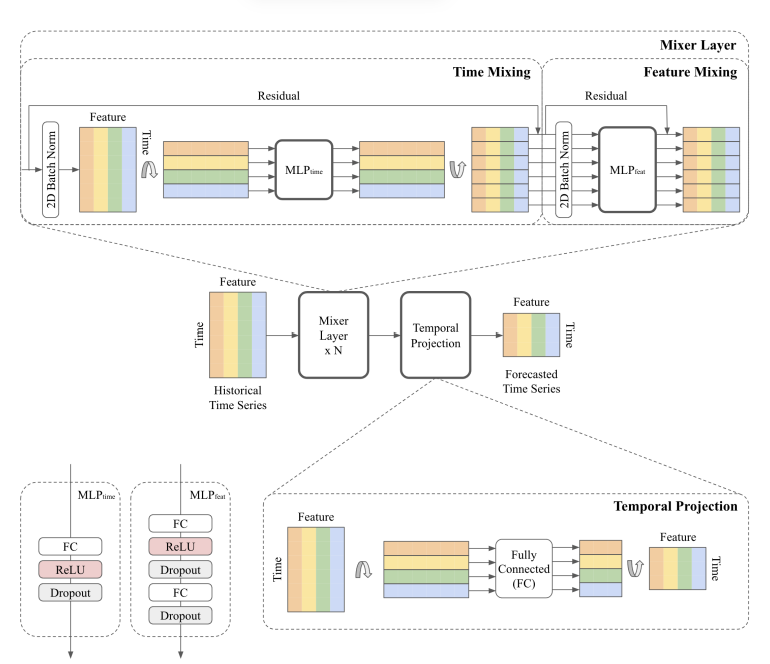 Mixer Layer
Time Mixing
Feature Mixing
Residual
Residual
Feature
Time
2D Batch Norm
MLPtime
2D Batch Norm
MLPfeat
Feature
Feature
Time
Mixer
Layer
x N
Temporal
Projection
Time
Historical
Time Series
Forecasted
Time Series
MLPtime
FC
ReLU
Dropout
MLPfeat
FC
ReLU
Dropout
FC
Dropout
Temporal Projection
Feature
Time
Fully
Connected
(FC)
Feature
Time